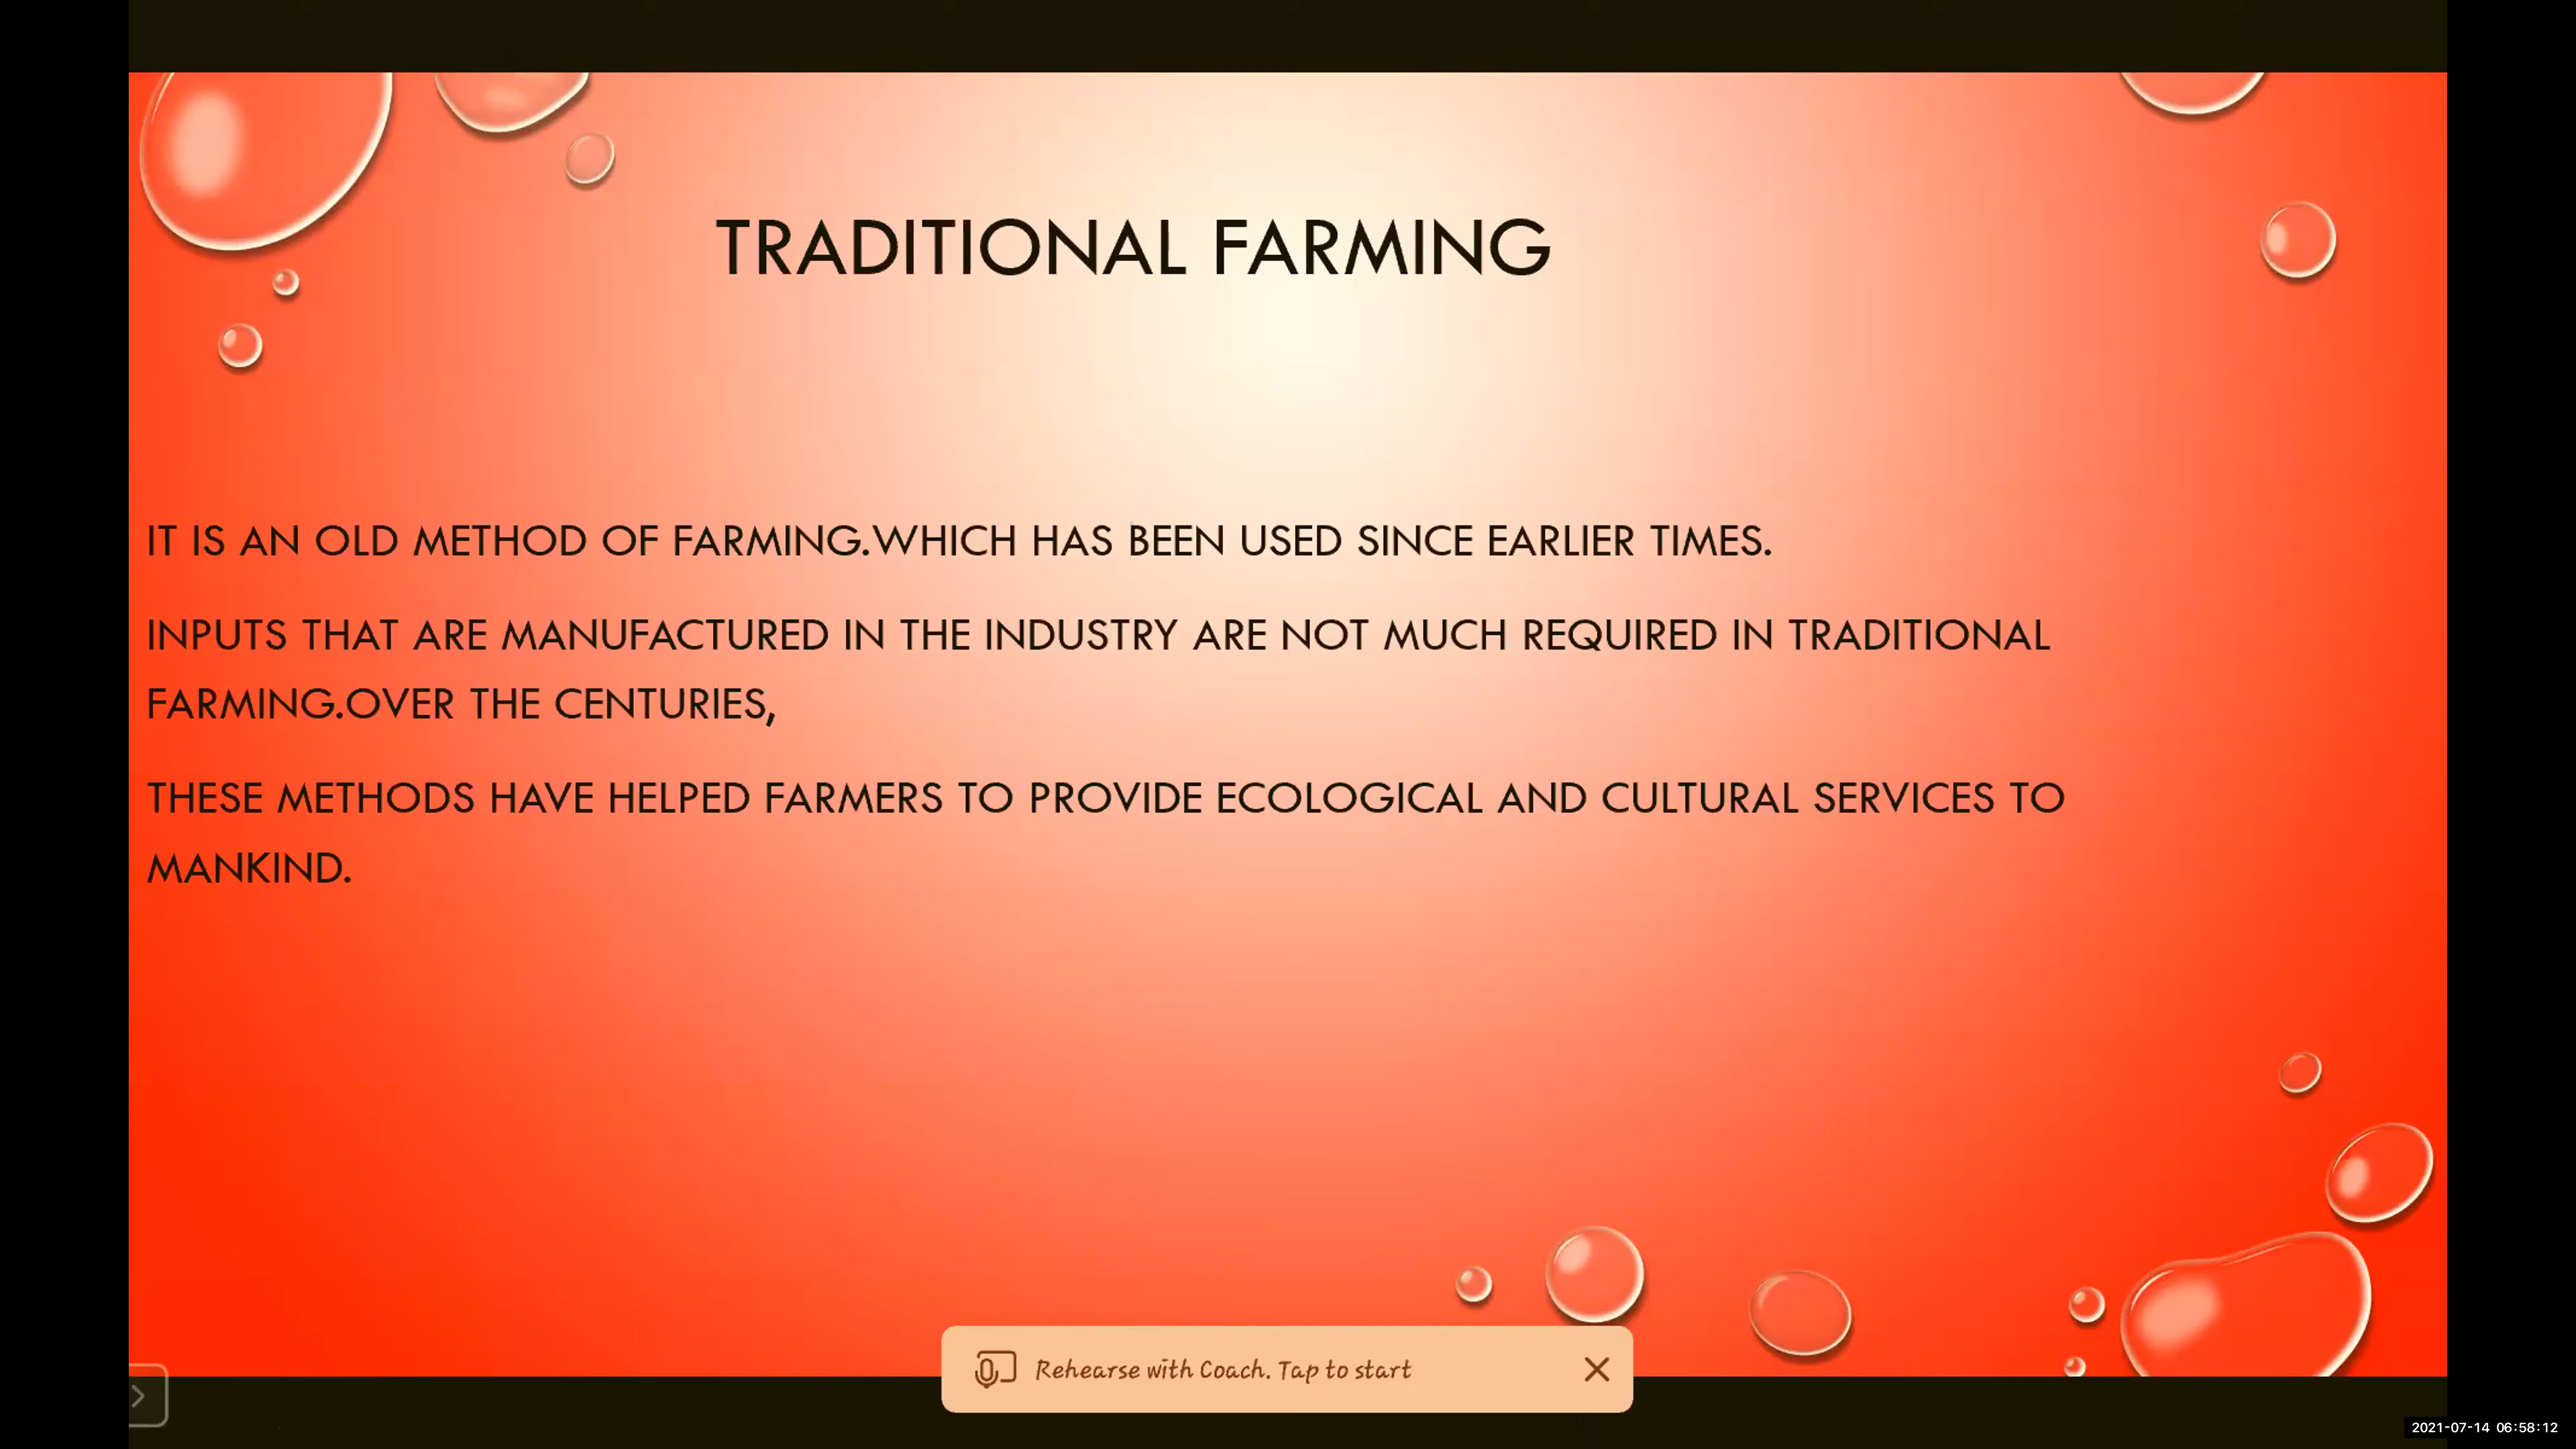 TRADITIONAL FARMING
IT IS AN OLD METHOD OF FARMING.WHICH HAS BEEN USED SINCE EARLIER TIMES.
INPUTS THAT ARE MANUFACTURED IN THE INDUSTRY ARE NOT MUCH REQUIRED IN TRADITIONAL
FARMING.OVER THE CENTURIES,
THESE METHODS HAVE HELPED FARMERS TO PROVIDE ECOLOGICAL AND CULTURAL SERVICES TO
MANKIND.
Rehearse with Coach. Tap to start
2021-07-14 06:58:12